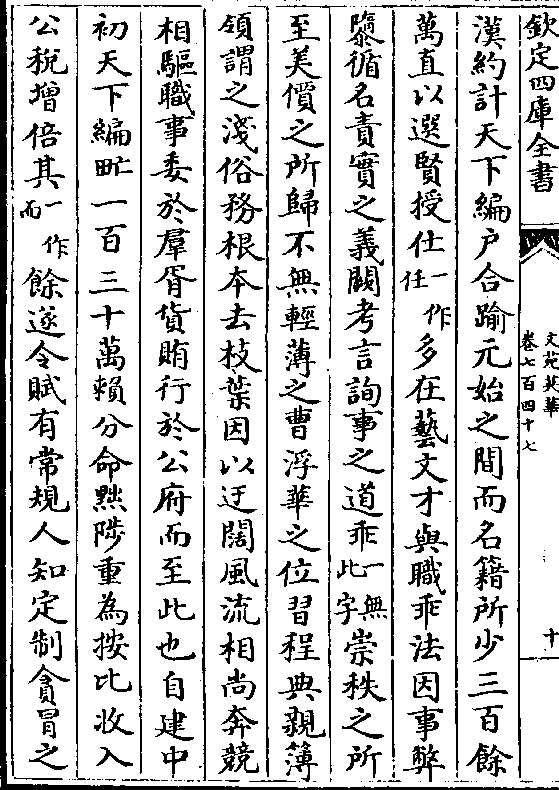 欽定四庫全書
文苑英華
卷七百四十七
十
漢約計天下編户合踰元始之間而名籍所少三百餘
萬直以選賢授仕一作任多在藝文才與職乖法因事弊
隳循名責實之義闕考言詢事之道乖一無此字崇秩之所
至美價之所歸不無輕薄之曹浮華之位習程典親簿
領謂之淺俗務根本去枝葉因以迂闊風流相尚奔競
相驅職事委於羣胥貨賄行於公府而至此也自建中
初天下編甿一百三十萬賴分命黜陟重為按比收入
公税增倍其一作而餘遂令賦有常規人知定制貪冒之